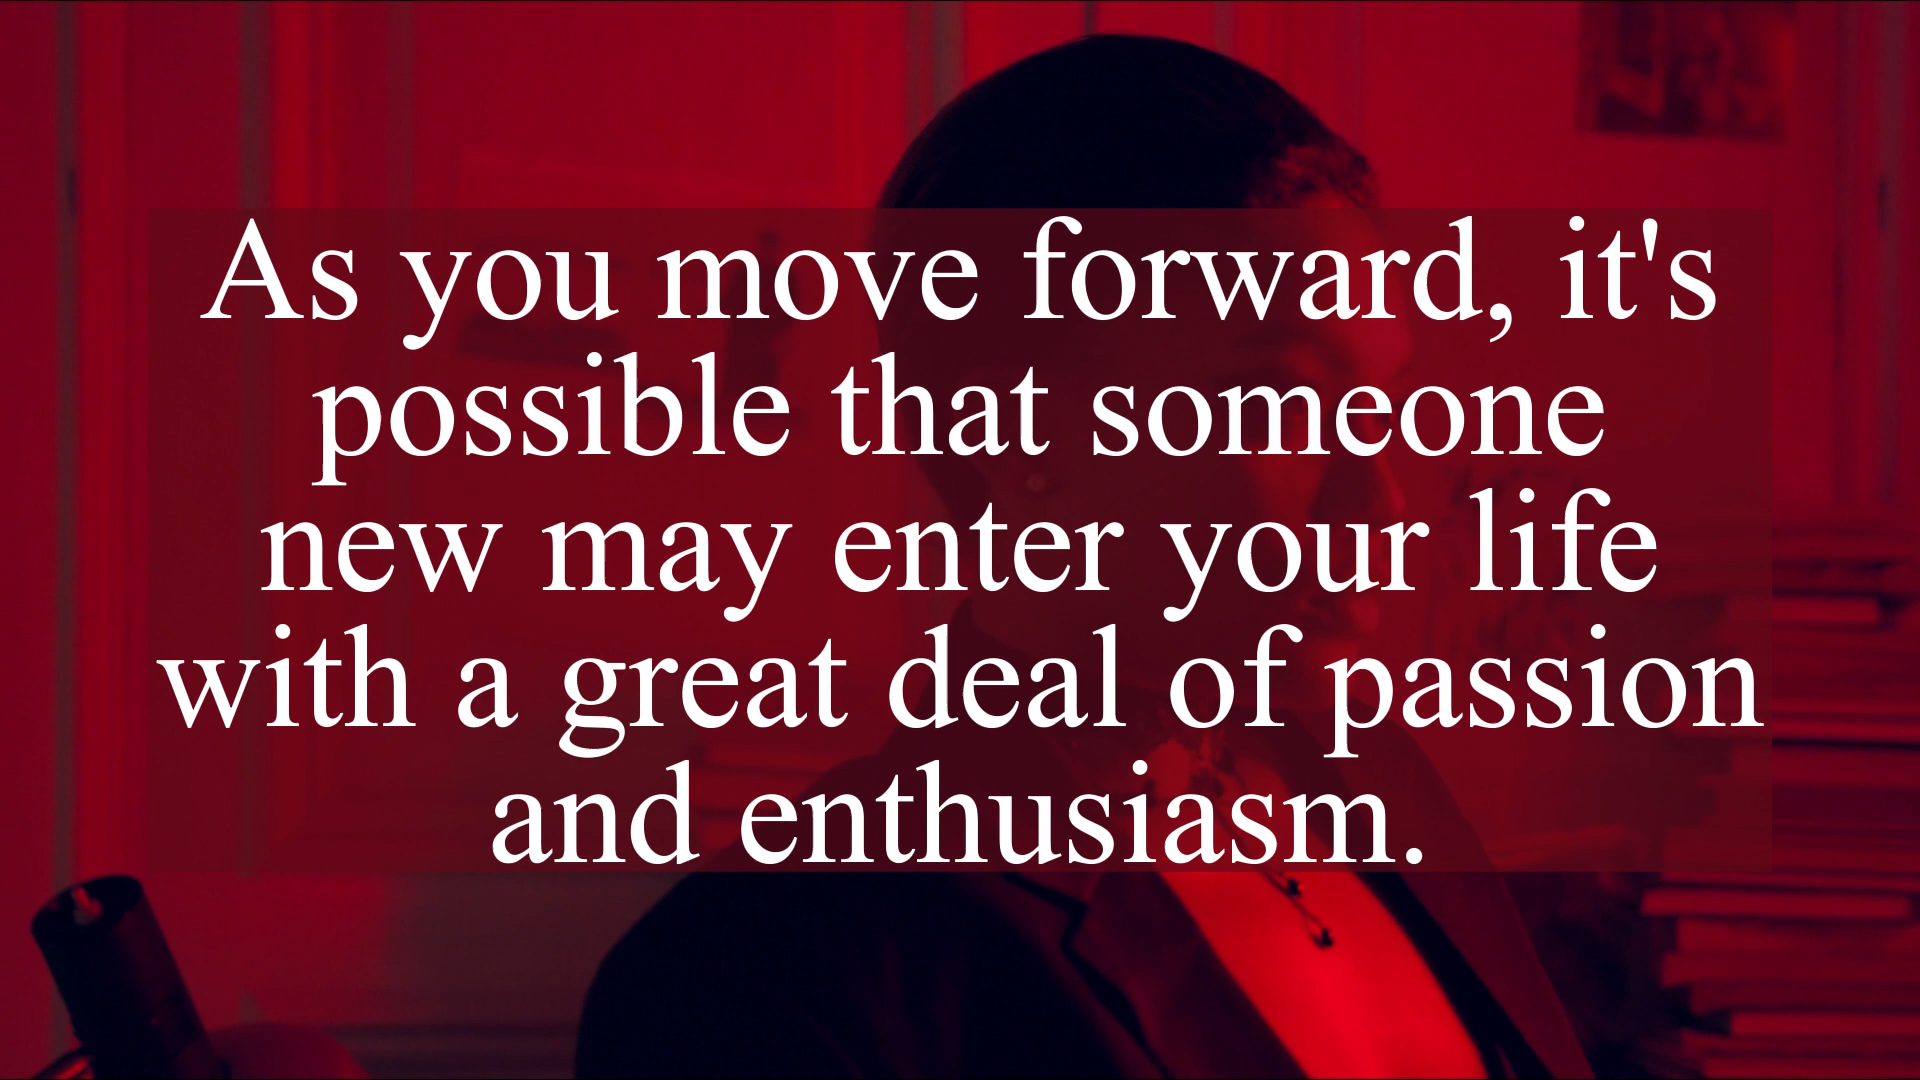 As you move forward, it's
possible that someone
new may enter your life
with a great deal of passion
and enthusiasm.